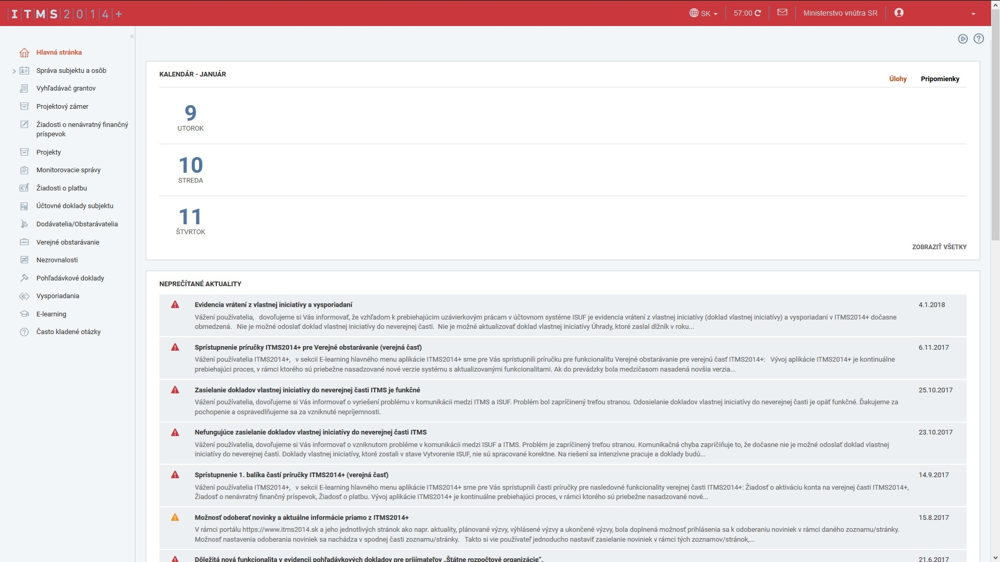 ITMS2014+
SK
57:00
Ministerstvo vnútra SR
Hlavná stránka
Správa subjektu a osôb
Vyhľadávač grantov
Projektový zámer
Žiadosti o nenávratný finančný
príspevok
Projekty
Monitorovacie správy
Žiadosti o platbu
Účtovné doklady subjektu
Dodávatelia/Obstarávatelia
Verejné obstarávanie
Nezrovnalosti
Pohľadávkové doklady
Vysporiadania
E-learning
Často kladené otázky
KALENDÁR - JANUÁR
Úlohy
Pripomienky
9
UTOROK
10
STREDA
11
ŠTVRTOK
ZOBRAZIŤ VŠETKY
NEPREČÍTANÉ AKTUALITY
Evidencia vrátení z vlastnej iniciatívy a vysporiadaní 4.1.2018
Vážení používatelia, dovoľujeme si Vás informovať, že vzhľadom k prebiehajúcim uzávierkovým prácam v účtovnom systéme ISUF je evidencia vrátení z vlastnej iniciatívy (doklad vlastnej iniciatívy) a vysporiadaní v ITMS2014+ dočasne
obmedzená. Nie je možné odoslať doklad vlastnej iniciatívy do neverejnej časti. Nie je možné aktualizovať doklad vlastnej iniciatívy Úhrady, ktoré zaslal dlžník v roku...
Sprístupnenie príručky ITMS2014+ pre Verejné obstarávanie (verejná časť) 6.11.2017
Vážení používatelia ITMS2014+, v sekcii E-learning hlavného menu aplikácie ITMS2014+ sme pre Vás sprístupnili príručku pre funkcionalitu Verejné obstarávanie pre verejnú časť ITMS2014+: Vývoj aplikácie ITMS2014+ je kontinuálne
prebiehajúci proces, v rámci ktorého sú priebežne nasadzované nové verzie systému s aktualizovanými funkcionalitami. Ak do prevádzky bola medzičasom nasadená novšia verzia...
Zasielanie dokladov vlastnej iniciatívy do neverejnej časti ITMS je funkčné 25.10.2017
Vážení používatelia, dovoľujeme si Vás informovať o vyriešení problému v komunikácii medzi ITMS a ISUF. Problém bol zapríčinený treťou stranou. Odosielanie dokladov vlastnej iniciatívy do neverejnej časti je opäť funkčné. Ďakujeme za
pochopenie a ospravedlňujeme sa za vzniknuté nepríjemnosti.
Nefungujúce zasielanie dokladov vlastnej iniciatívy do neverejnej časti ITMS 23.10.2017
Vážení používatelia, dovoľujeme si Vás informovať o vzniknutom probléme v komunikácii medzi ISUF a ITMS. Problém je zapríčinený treťou stranou. Komunikačná chyba zapríčiňuje to, že dočasne nie je možné odoslať doklad vlastnej
iniciatívy do neverejnej časti. Doklady vlastnej iniciatívy, ktoré zostali v stave Vytvorenie ISUF, nie sú spracované korektne. Na riešení sa intenzívne pracuje a doklady budú...
Sprístupnenie 1. balíka častí príručky ITMS2014+ (verejná časť) 14.9.2017
Vážení používatelia ITMS2014+, v sekcii E-learning hlavného menu aplikácie ITMS2014+ sme pre Vás sprístupnili časti príručky pre nasledovné funkcionality verejnej časti ITMS2014+: Žiadosť o aktiváciu konta na verejnej časti ITMS2014+,
Žiadosť o nenávratný finančný príspevok, Žiadosť o platbu. Vývoj aplikácie ITMS2014+ je kontinuálne prebiehajúci proces, v rámci ktorého sú priebežne nasadzované nové...
Možnosť odoberať novinky a aktuálne informácie priamo z ITMS2014+ 15.8.2017
V rámci portálu https://www.itms2014.sk a jeho jednotlivých stránok ako napr. aktuality, plánované výzvy, výhlásené výzvy a ukončené výzvy, bola doplnená možnosť prihlásenia sa k odoberaniu noviniek v rámci daného zoznamu/stránky.
Možnosť nastavenia odoberania noviniek sa nachádza v spodnej časti zoznamu/stránky. Takto si vie používateľ jednoducho nastaviť zasielanie noviniek v rámci tých zoznamov/stránok,...
Dôležitá nová funkcionalita v evidencii pohľadávkových dokladov pre prijímateľov „Štátne rozpočtové organizácie“. 21.6.2017